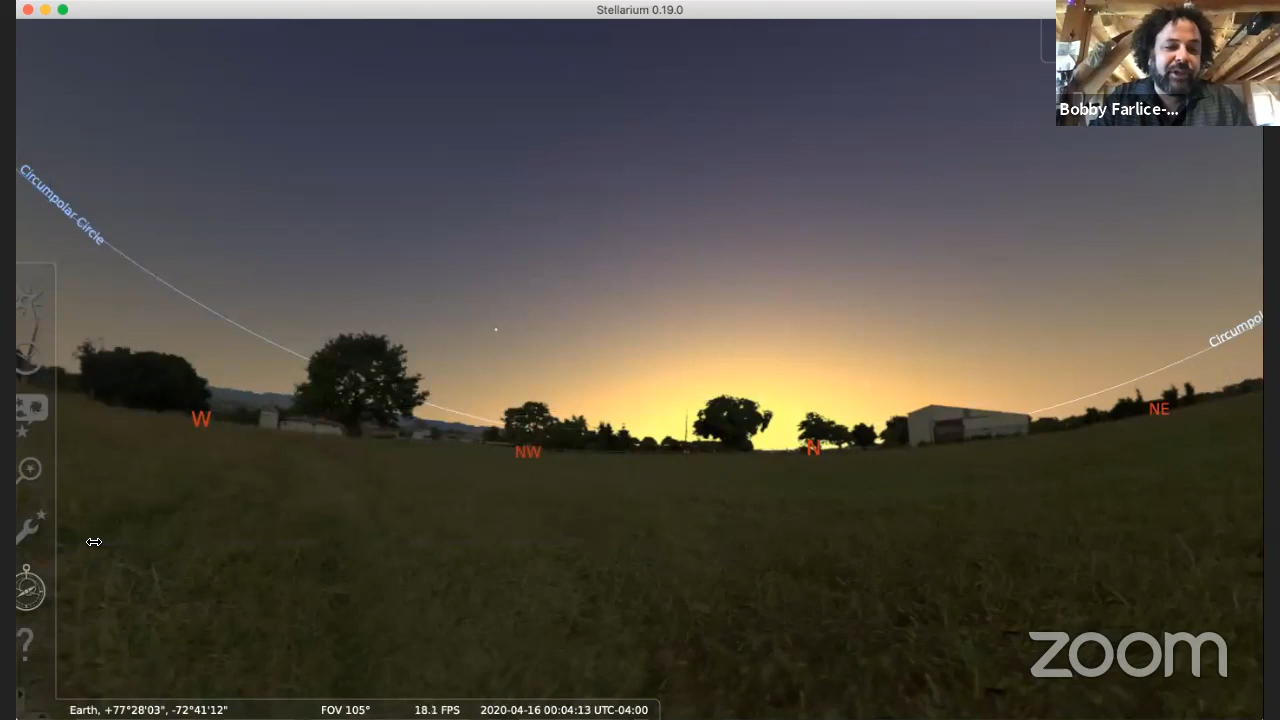 Stellarium 0.19.0
Bobby Farlice-...
Circumpolar Circle
Circumpol
W
NW
N
NE
?
zoom
Earth, +77°28'03", -72°41'12" FOV 105° 18.1 FPS 2020-04-16 00:04:13 UTC-04:00